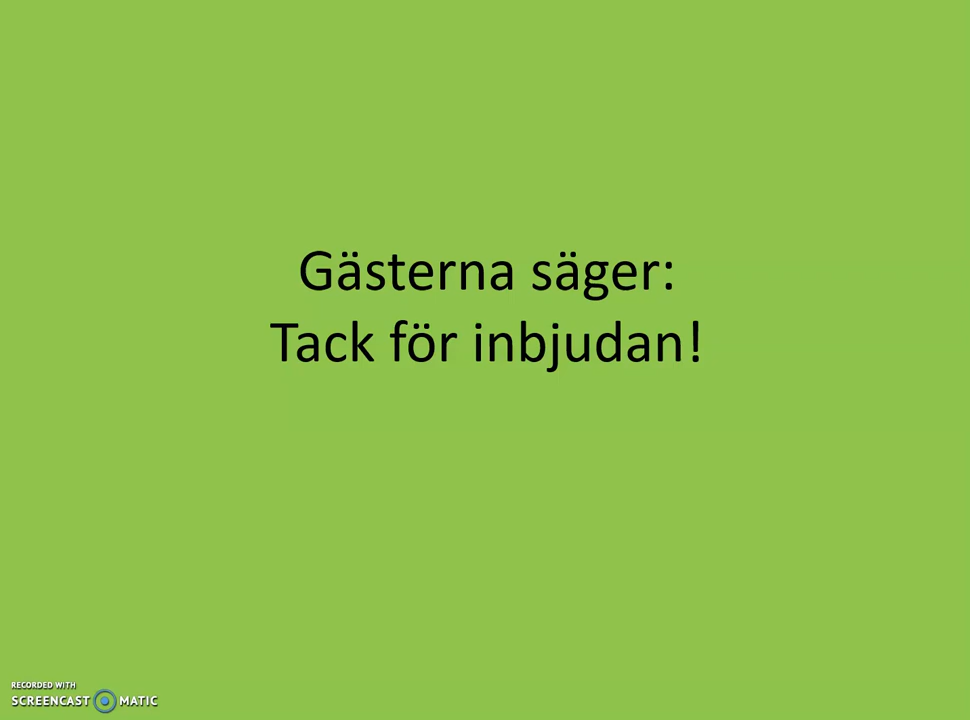 Gästerna säger:
Tack för inbjudan!
RECORDED WITH
SCREENCAST MATIC